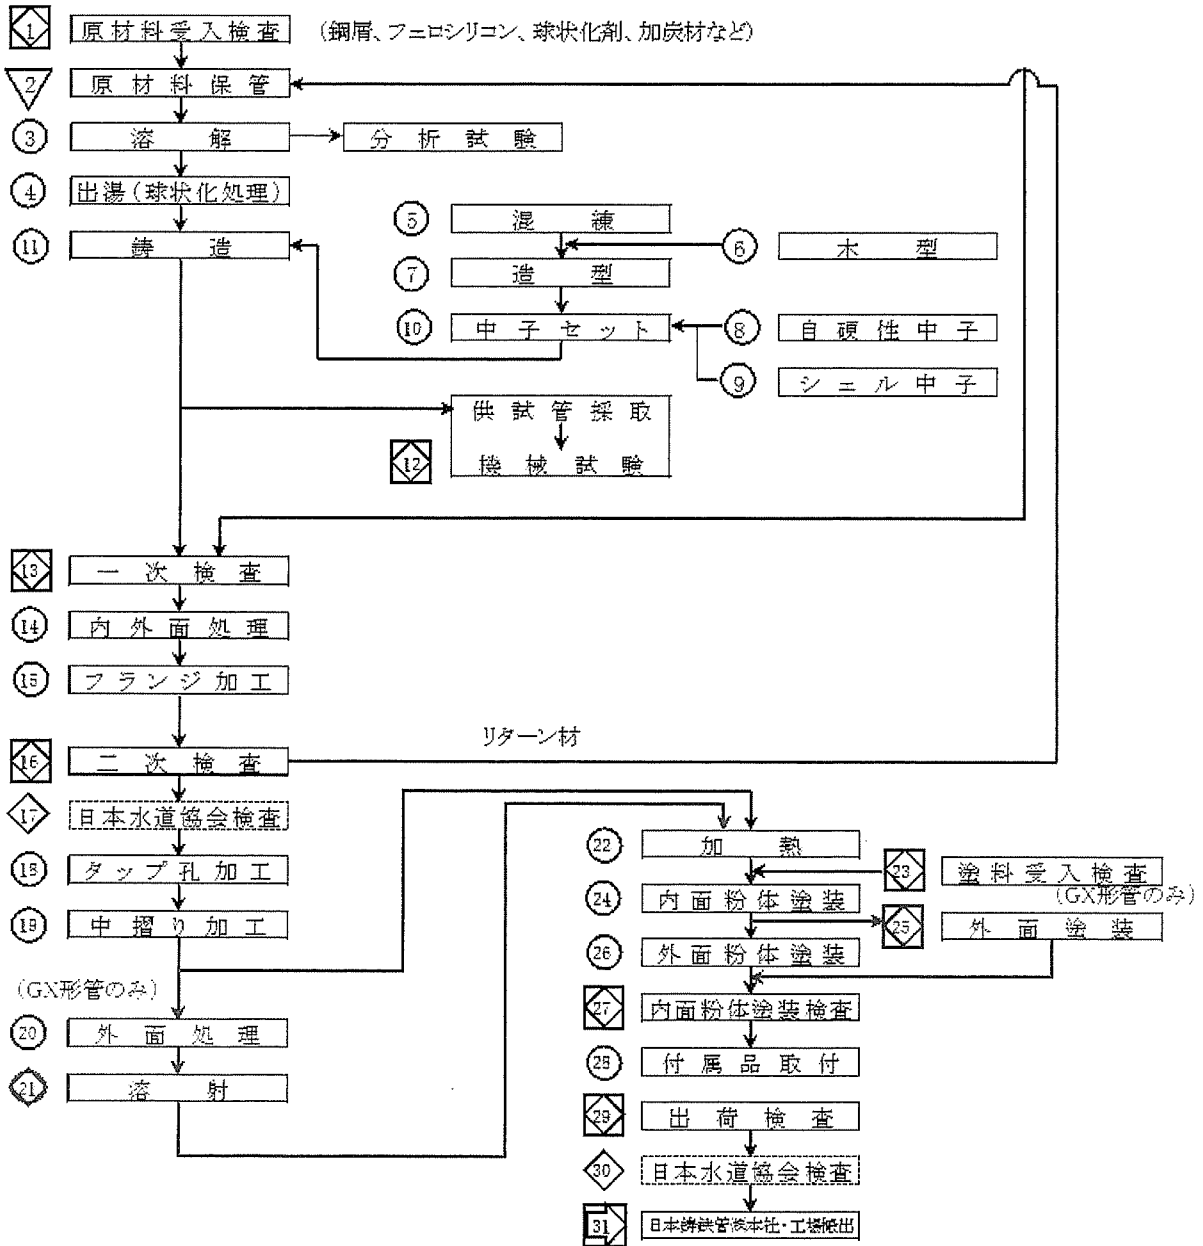 1 原材料受入検査 (鋼屑、フェロシリコン、球状化剤、加炭材など)
2 原材料保管
3 溶解 分析試験
4 出湯(球状化処理)
5 混練
11 鋳造
6 木型
7 造型
10 中子セット
8 自硬性中子
9 シェル中子
供試管採取
12 機械試験
13 一次検査
14 内外面処理
15 フランジ加工
リターン材
16 二次検査
17 日本水道協会検査
18 タップ孔加工
19 中摺り加工
(GX形管のみ)
20 外面処理
21 溶射
22 加熱
23 塗料受入検査
(GX形管のみ)
24 内面粉体塗装
25 外面塗装
26 外面粉体塗装
27 内面粉体塗装検査
28 付属品取付
29 出荷検査
30 日本水道協会検査
31 日本鋳鉄管㈱本社・工場搬出